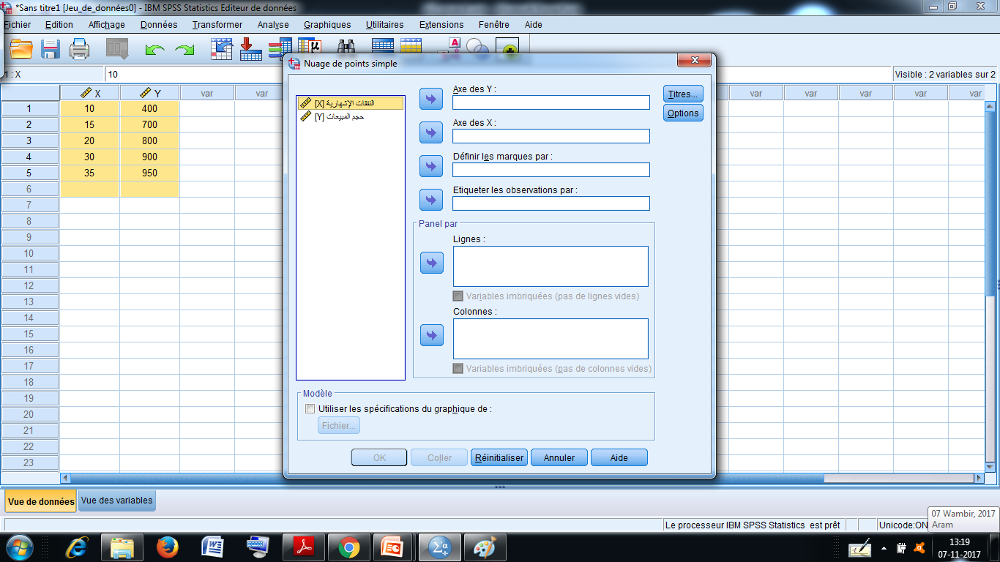 *Sans titre1 [Jeu_de_données0] - IBM SPSS Statistics Editeur de données
Fichier Edition Affichage Données Transformer Analyse Graphiques Utilitaires Extensions Fenêtre Aide
1 : X 10 Visible : 2 variables sur 2
X Y var var var var var var var
1 10 400
2 15 700
3 20 800
4 30 900
5 35 950
6
7
8
9
10
11
12
13
14
15
16
17
18
19
20
21
22
23
Nuage de points simple
النفقات الإشهارية [X]
حجم المبيعات [Y]
Axe des Y :
Axe des X :
Définir les marques par :
Etiqueter les observations par :
Titres...
Options
Panel par
Lignes :
Variables imbriquées (pas de lignes vides)
Colonnes :
Variables imbriquées (pas de colonnes vides)
Modèle
Utiliser les spécifications du graphique de :
Fichier...
OK Coller Réinitialiser Annuler Aide
Vue de données Vue des variables
Le processeur IBM SPSS Statistics est prêt Unicode:ON
07 Wambir, 2017
Aram
13:19
07-11-2017